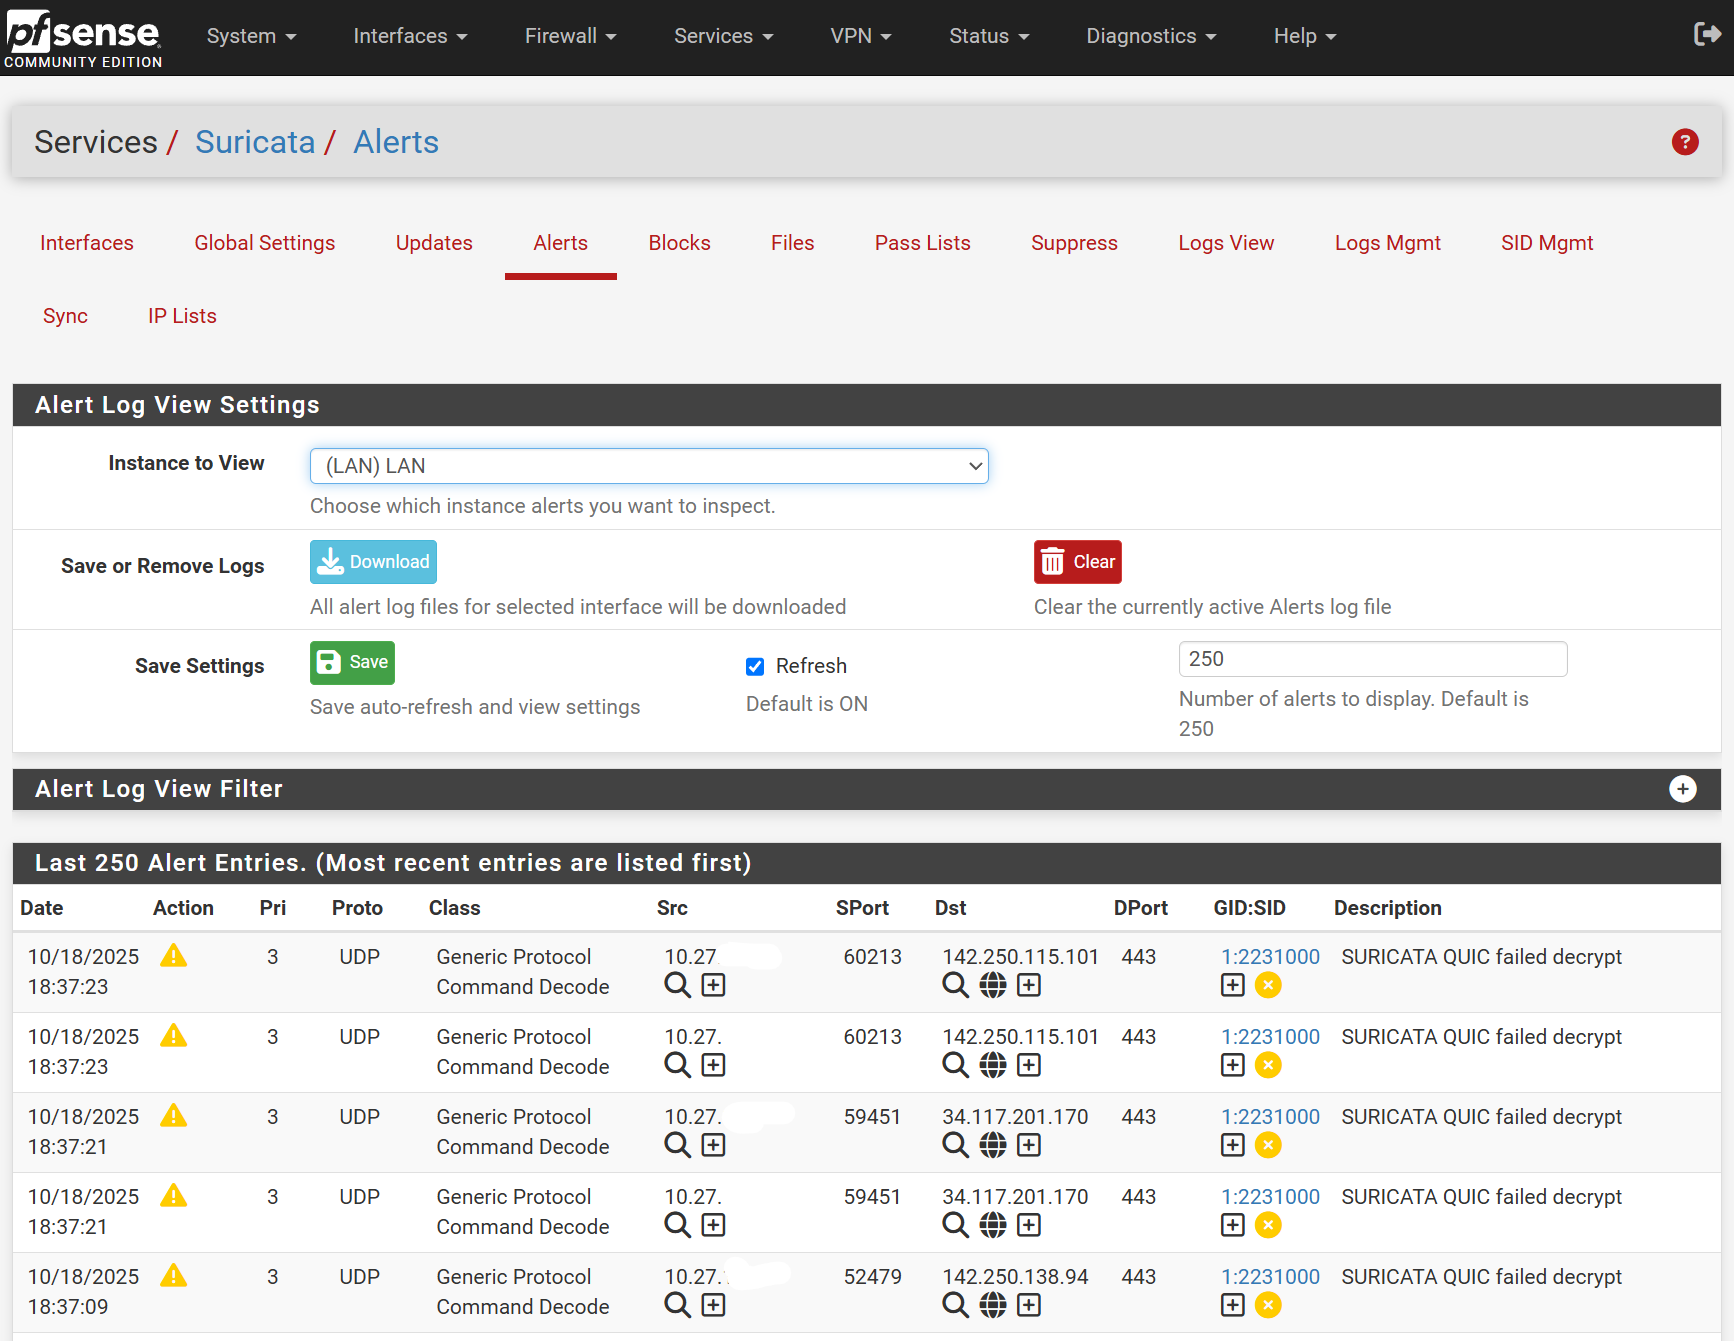 pfsense
COMMUNITY EDITION
System Interfaces Firewall Services VPN Status Diagnostics Help
Services / Suricata / Alerts
Interfaces Global Settings Updates Alerts Blocks Files Pass Lists Suppress Logs View Logs Mgmt SID Mgmt
Sync IP Lists
Alert Log View Settings
Instance to View (LAN) LAN
Choose which instance alerts you want to inspect.
Save or Remove Logs Download Clear
All alert log files for selected interface will be downloaded Clear the currently active Alerts log file
Save Settings Save Refresh 250
Save auto-refresh and view settings Default is ON Number of alerts to display. Default is
250
Alert Log View Filter
Last 250 Alert Entries. (Most recent entries are listed first)
Date Action Pri Proto Class Src SPort Dst DPort GID:SID Description
10/18/2025 3 UDP Generic Protocol 10.27. 60213 142.250.115.101 443 1:2231000 SURICATA QUIC failed decrypt
18:37:23 Command Decode
10/18/2025 3 UDP Generic Protocol 10.27. 60213 142.250.115.101 443 1:2231000 SURICATA QUIC failed decrypt
18:37:23 Command Decode
10/18/2025 3 UDP Generic Protocol 10.27. 59451 34.117.201.170 443 1:2231000 SURICATA QUIC failed decrypt
18:37:21 Command Decode
10/18/2025 3 UDP Generic Protocol 10.27. 59451 34.117.201.170 443 1:2231000 SURICATA QUIC failed decrypt
18:37:21 Command Decode
10/18/2025 3 UDP Generic Protocol 10.27. 52479 142.250.138.94 443 1:2231000 SURICATA QUIC failed decrypt
18:37:09 Command Decode